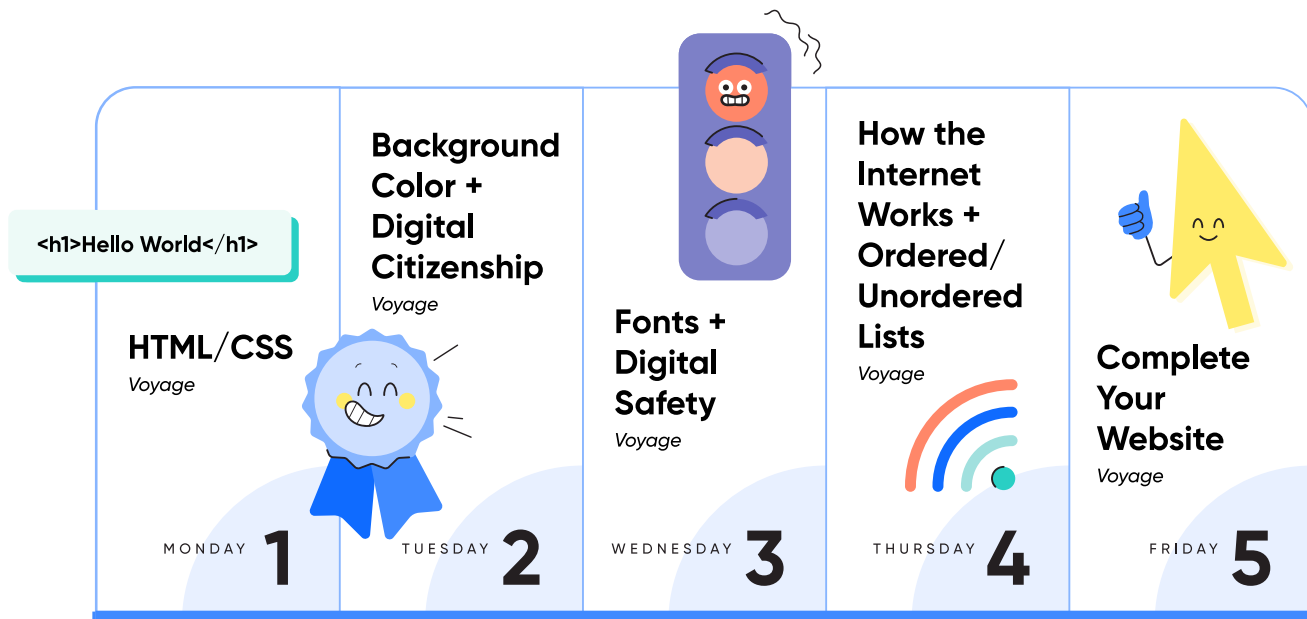 <h1>Hello World</h1>
HTML/CSS
Voyage
MONDAY 1
Background
Color +
Digital
Citizenship
Voyage
TUESDAY 2
Fonts +
Digital
Safety
Voyage
WEDNESDAY 3
How the
Internet
Works +
Ordered/
Unordered
Lists
Voyage
THURSDAY 4
Complete
Your
Website
Voyage
FRIDAY 5